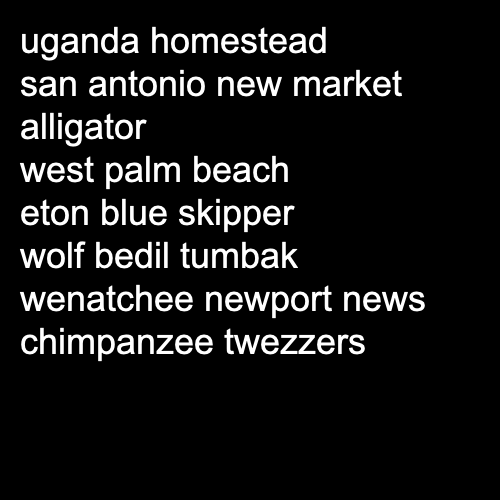 uganda homestead
san antonio new market
alligator
west palm beach
eton blue skipper
wolf bedil tumbak
wenatchee newport news
chimpanzee twezzers